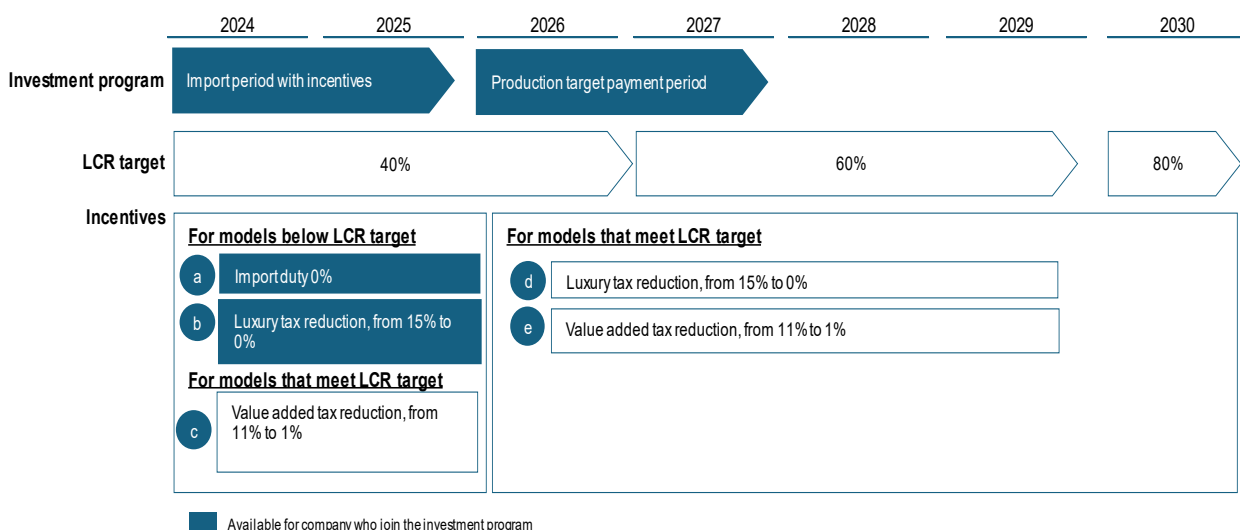 2024 2025 2026 2027 2028 2029 2030
Investment program
Import period with incentives
Production target payment period
LCR target
40%
60%
80%
Incentives
For models below LCR target
a
Import duty 0%
b
Luxury tax reduction, from 15% to
0%
For models that meet LCR target
c
Value added tax reduction, from
11% to 1%
For models that meet LCR target
d
Luxury tax reduction, from 15% to 0%
e
Value added tax reduction, from 11% to 1%
Available for company who join the investment program